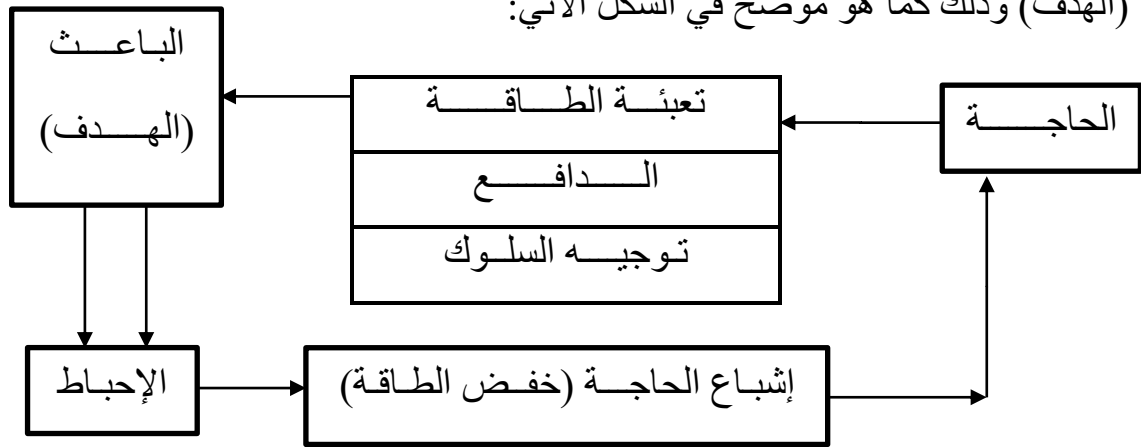 (الهدف) وذلك كما هو موضح في الشكل الآتي:
الحاجة
تعبئة الطاقة
الدافع
توجيه السلوك
الباعث
(الهدف)
الإحباط
إشباع الحاجة (خفض الطاقة)